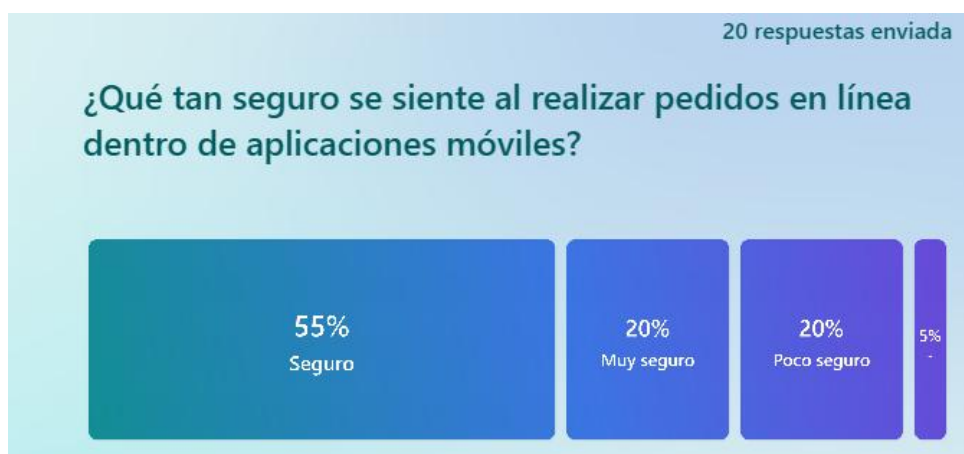 20 respuestas enviada
¿Qué tan seguro se siente al realizar pedidos en línea
dentro de aplicaciones móviles?
55%
Seguro
20%
Muy seguro
20%
Poco seguro
5%
-